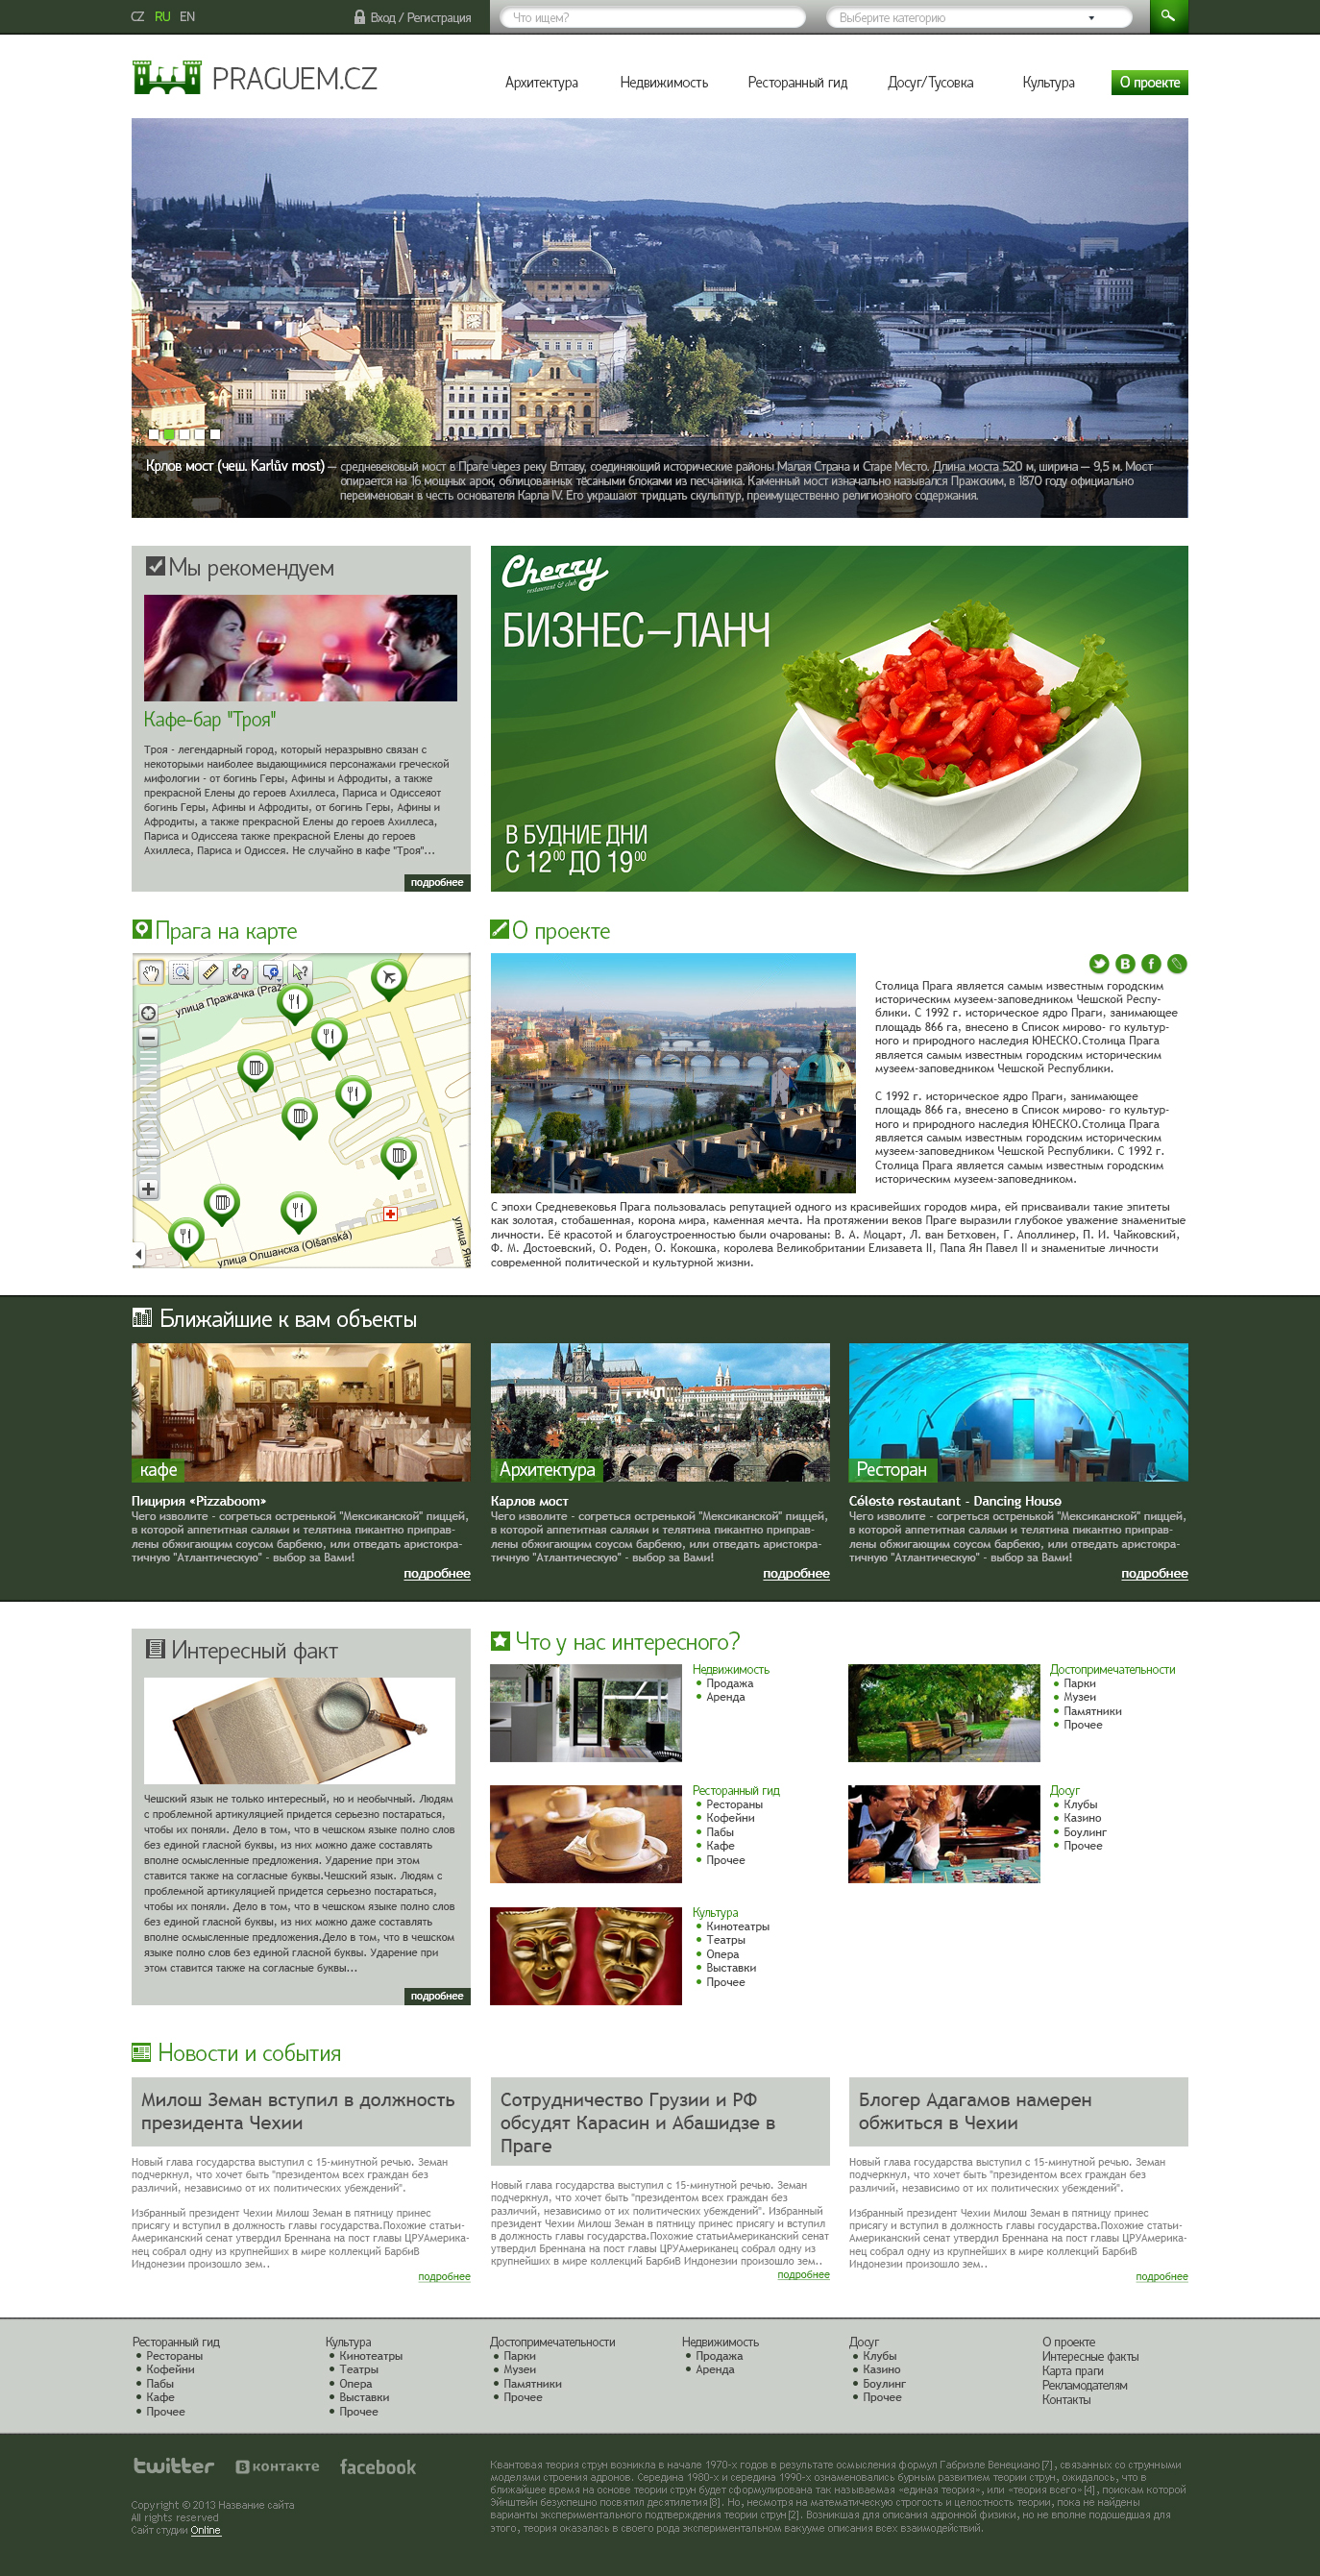 CZ RU EN
Вход / Регистрация
Что ищем?
Выберите категорию
PRAGUEM.CZ
Архитектура
Недвижимость
Ресторанный гид
Досуг/Тусовка
Культура
О проекте
Крлов мост (чеш. Karlův most) — средневековый мост в Праге через реку Влтаву, соединяющий исторические районы Малая Страна и Старе Место. Длина моста 520 м, ширина — 9,5 м. Мост
опирается на 16 мощных арок, облицованных тёсаными блоками из песчаника. Каменный мост изначально назывался Пражским, в 1870 году официально
переименован в честь основателя Карла IV. Его украшают тридцать скульптур, преимущественно религиозного содержания.
Мы рекомендуем
Кафе-бар "Троя"
Троя - легендарный город, который неразрывно связан с
некоторыми наиболее выдающимися персонажами греческой
мифологии - от богинь Геры, Афины и Афродиты, а также
прекрасной Елены до героев Ахиллеса, Париса и Одиссеяот
богинь Геры, Афины и Афродиты, от богинь Геры, Афины и
Афродиты, а также прекрасной Елены до героев Ахиллеса,
Париса и Одиссеяа также прекрасной Елены до героев
Ахиллеса, Париса и Одиссея. Не случайно в кафе "Троя"...
подробнее
Cherry
restaurant & club
БИЗНЕС–ЛАНЧ
В БУДНИЕ ДНИ
С 12 00 ДО 19 00
Прага на карте
улица Пражачка (Praž
улица Ольшанска (Olšanská)
улица Яна
О проекте
Столица Прага является самым известным городским
историческим музеем-заповедником Чешской Респу-
блики. С 1992 г. историческое ядро Праги, занимающее
площадь 866 га, внесено в Список мирово- го культур-
ного и природного наследия ЮНЕСКО.Столица Прага
является самым известным городским историческим
музеем-заповедником Чешской Республики.
С 1992 г. историческое ядро Праги, занимающее
площадь 866 га, внесено в Список мирово- го культур-
ного и природного наследия ЮНЕСКО.Столица Прага
является самым известным городским историческим
музеем-заповедником Чешской Республики. С 1992 г.
Столица Прага является самым известным городским
историческим музеем-заповедником.
С эпохи Средневековья Прага пользовалась репутацией одного из красивейших городов мира, ей присваивали такие эпитеты
как золотая, стобашенная, корона мира, каменная мечта. На протяжении веков Праге выразили глубокое уважение знаменитые
личности. Её красотой и благоустроенностью были очарованы: В. А. Моцарт, Л. ван Бетховен, Г. Аполлинер, П. И. Чайковский,
Ф. М. Достоевский, О. Роден, О. Кокошка, королева Великобритании Елизавета II, Папа Ян Павел II и знаменитые личности
современной политической и культурной жизни.
Ближайшие к вам объекты
кафе
Архитектура
Ресторан
Пицирия «Pizzaboom»
Чего изволите - согреться остренькой "Мексиканской" пиццей,
в которой аппетитная салями и телятина пикантно приправ-
лены обжигающим соусом барбекю, или отведать аристокра-
тичную "Атлантическую" - выбор за Вами!
подробнее
Карлов мост
Чего изволите - согреться остренькой "Мексиканской" пиццей,
в которой аппетитная салями и телятина пикантно приправ-
лены обжигающим соусом барбекю, или отведать аристокра-
тичную "Атлантическую" - выбор за Вами!
подробнее
Céleste restautant - Dancing House
Чего изволите - согреться остренькой "Мексиканской" пиццей,
в которой аппетитная салями и телятина пикантно приправ-
лены обжигающим соусом барбекю, или отведать аристокра-
тичную "Атлантическую" - выбор за Вами!
подробнее
Интересный факт
Чешский язык не только интересный, но и необычный. Людям
с проблемной артикуляцией придется серьезно постараться,
чтобы их поняли. Дело в том, что в чешском языке полно слов
без единой гласной буквы, из них можно даже составлять
вполне осмысленные предложения. Ударение при этом
ставится также на согласные буквы.Чешский язык. Людям с
проблемной артикуляцией придется серьезно постараться,
чтобы их поняли. Дело в том, что в чешском языке полно слов
без единой гласной буквы, из них можно даже составлять
вполне осмысленные предложения.Дело в том, что в чешском
языке полно слов без единой гласной буквы. Ударение при
этом ставится также на согласные буквы...
подробнее
Что у нас интересного?
Недвижимость
Продажа
Аренда
Достопримечательности
Парки
Музеи
Памятники
Прочее
Ресторанный гид
Рестораны
Кофейни
Пабы
Кафе
Прочее
Досуг
Клубы
Казино
Боулинг
Прочее
Культура
Кинотеатры
Театры
Опера
Выставки
Прочее
Новости и события
Милош Земан вступил в должность
президента Чехии
Новый глава государства выступил с 15-минутной речью. Земан
подчеркнул, что хочет быть "президентом всех граждан без
различий, независимо от их политических убеждений".
Избранный президент Чехии Милош Земан в пятницу принес
присягу и вступил в должность главы государства.Похожие статьи-
Американский сенат утвердил Бреннана на пост главы ЦРУАмерика-
нец собрал одну из крупнейших в мире коллекций БарбиВ
Индонезии произошло зем..
подробнее
Сотрудничество Грузии и РФ
обсудят Карасин и Абашидзе в
Праге
Новый глава государства выступил с 15-минутной речью. Земан
подчеркнул, что хочет быть "президентом всех граждан без
различий, независимо от их политических убеждений". Избранный
президент Чехии Милош Земан в пятницу принес присягу и вступил
в должность главы государства.Похожие статьиАмериканский сенат
утвердил Бреннана на пост главы ЦРУАмериканец собрал одну из
крупнейших в мире коллекций БарбиВ Индонезии произошло зем..
подробнее
Блогер Адагамов намерен
обжиться в Чехии
Новый глава государства выступил с 15-минутной речью. Земан
подчеркнул, что хочет быть "президентом всех граждан без
различий, независимо от их политических убеждений".
Избранный президент Чехии Милош Земан в пятницу принес
присягу и вступил в должность главы государства.Похожие статьи-
Американский сенат утвердил Бреннана на пост главы ЦРУАмерика-
нец собрал одну из крупнейших в мире коллекций БарбиВ
Индонезии произошло зем..
подробнее
Ресторанный гид
Рестораны
Кофейни
Пабы
Кафе
Прочее
Культура
Кинотеатры
Театры
Опера
Выставки
Прочее
Достопримечательности
Парки
Музеи
Памятники
Прочее
Недвижимость
Продажа
Аренда
Досуг
Клубы
Казино
Боулинг
Прочее
О проекте
Интересные факты
Карта праги
Рекламодателям
Контакты
twitter
В контакте
facebook
Copyright © 2013 Название сайта
All rights reserved
Сайт студии Online
Квантовая теория струн возникла в начале 1970-х годов в результате осмысления формул Габриэле Венециано[7], связанных со струнными
моделями строения адронов. Середина 1980-х и середина 1990-х ознаменовались бурным развитием теории струн, ожидалось, что в
ближайшее время на основе теории струн будет сформулирована так называемая «единая теория», или «теория всего»[4], поискам которой
Эйнштейн безуспешно посвятил десятилетия[8]. Но, несмотря на математическую строгость и целостность теории, пока не найдены
варианты экспериментального подтверждения теории струн[2]. Возникшая для описания адронной физики, но не вполне подошедшая для
этого, теория оказалась в своего рода экспериментальном вакууме описания всех взаимодействий.